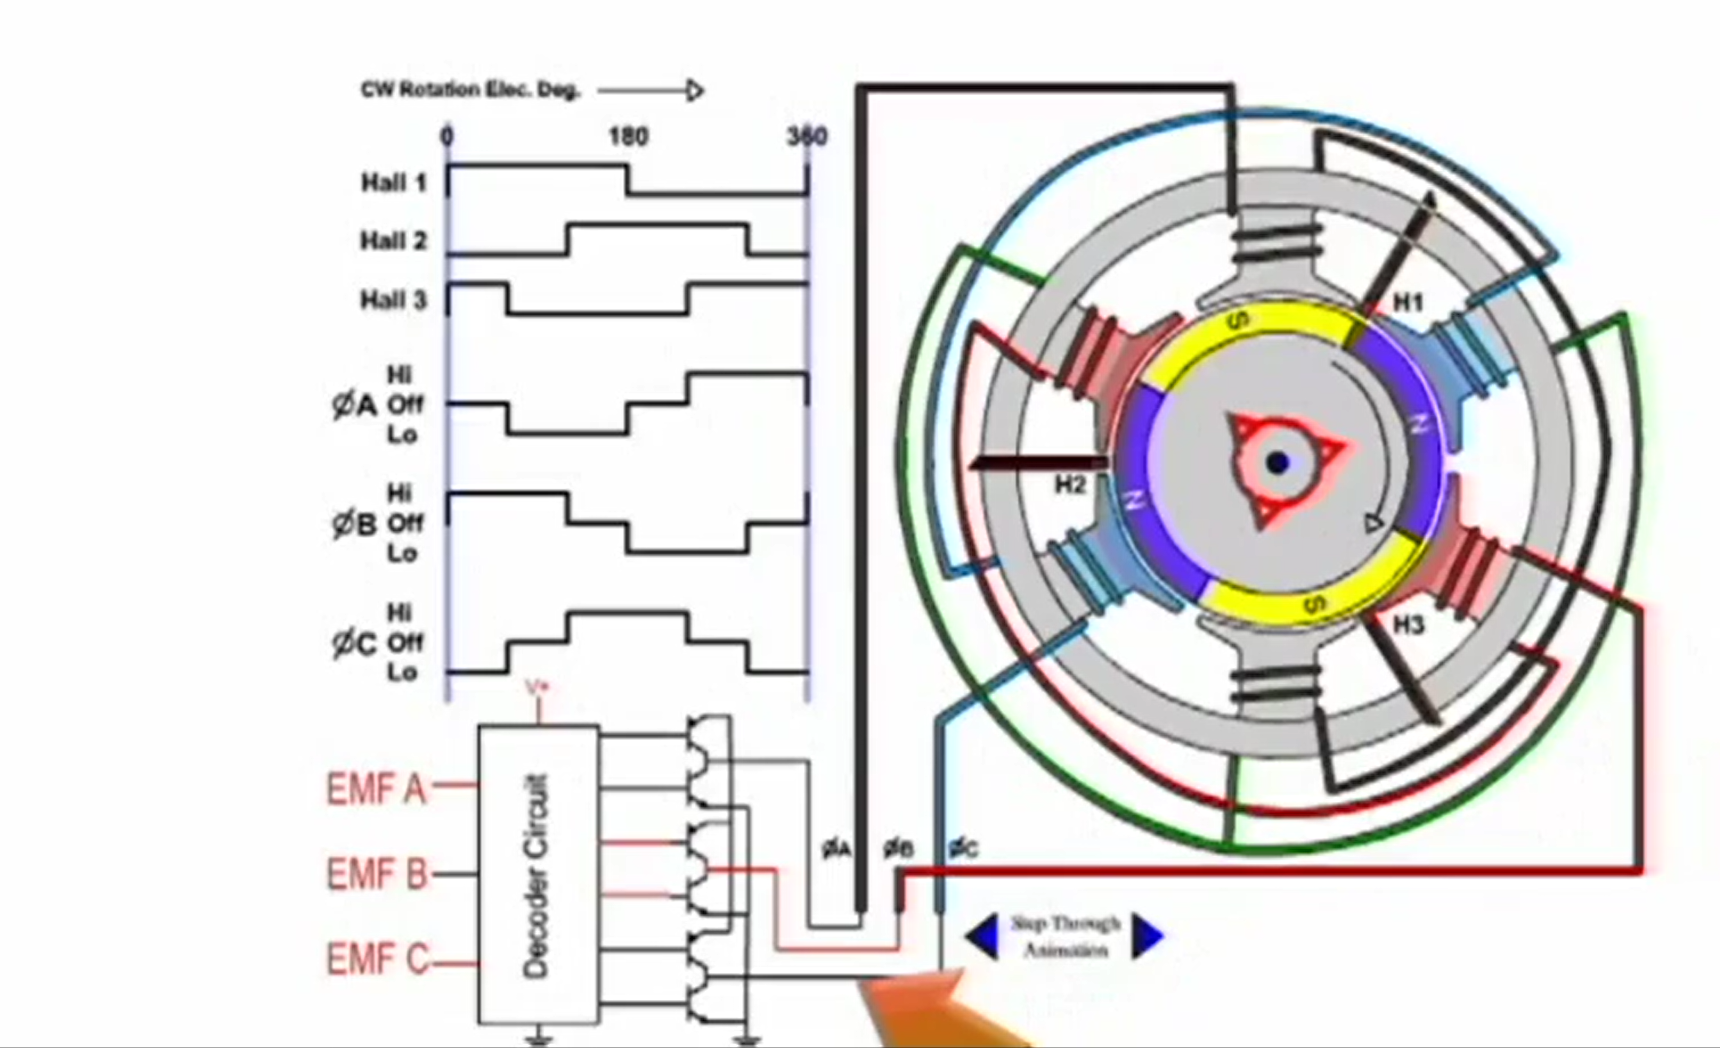 CW Rotation Elec. Deg.
0 180 360
Hall 1
Hall 2
Hall 3
Hi
ØA Off
Lo
Hi
ØB Off
Lo
Hi
ØC Off
Lo
V+
EMF A
EMF B
EMF C
Decoder Circuit
ØA ØB ØC
Step Through
Animation
S
H1
N
H2
N
S
H3